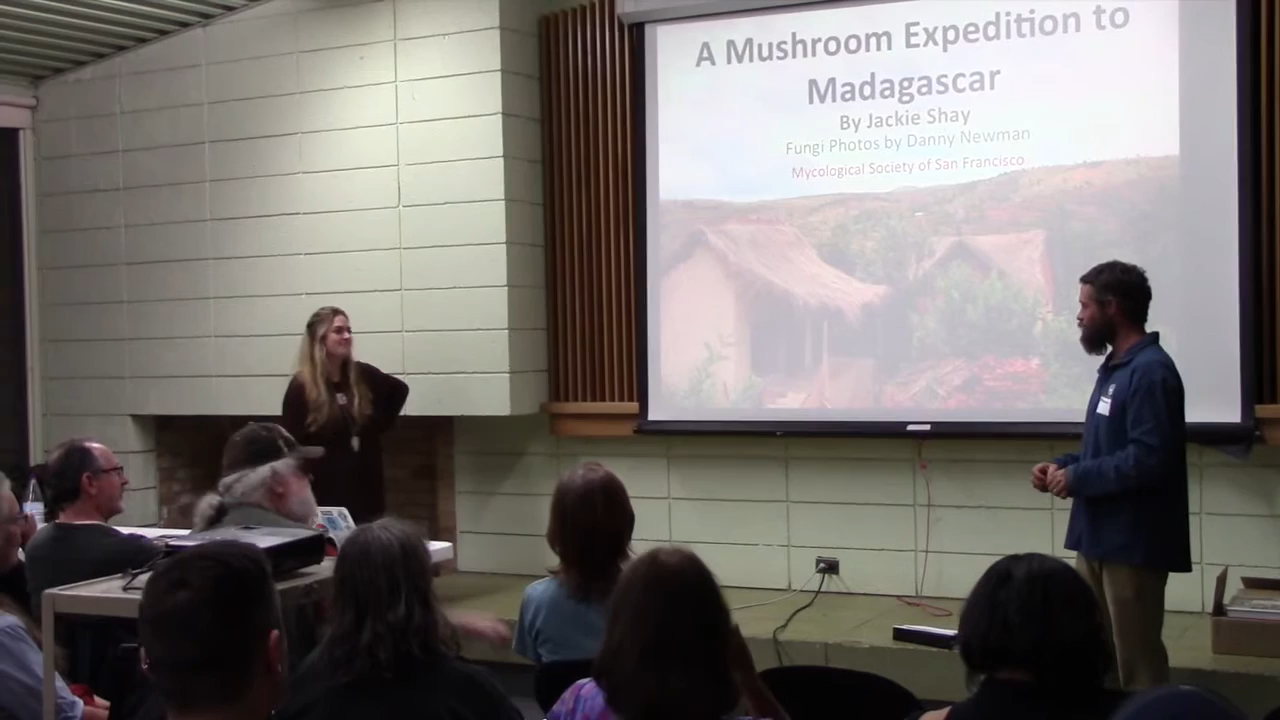 A Mushroom Expedition to
Madagascar
By Jackie Shay
Fungi Photos by Danny Newman
Mycological Society of San Francisco